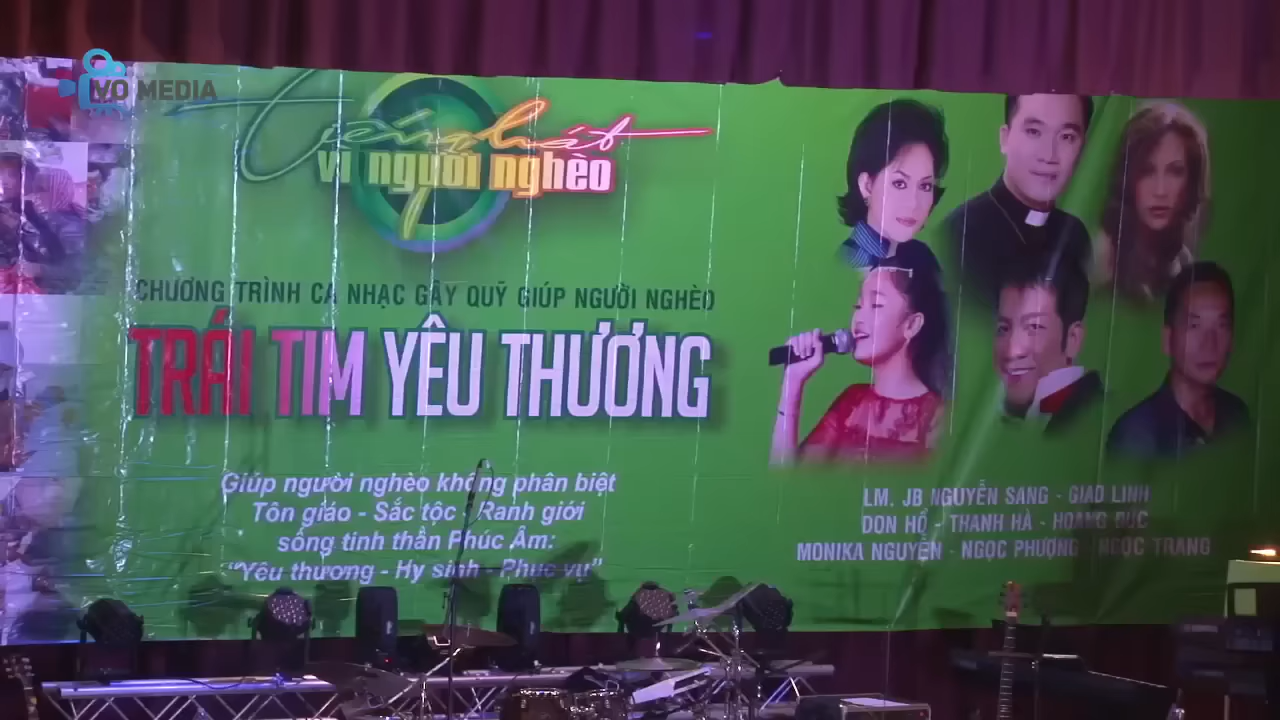 VO MEDIA
Tiếng hát
vì người nghèo
CHƯƠNG TRÌNH CA NHẠC GÂY QUỸ GIÚP NGƯỜI NGHÈO
TRÁI TIM YÊU THƯƠNG
Giúp người nghèo không phân biệt
Tôn giáo - Sắc tộc - Ranh giới
sống tinh thần Phúc Âm:
“Yêu thương - Hy sinh - Phục vụ”
LM. JB NGUYỄN SANG - GIAO LINH
DON HỒ - THANH HÀ - HOÀNG ĐỨC
MONIKA NGUYỄN - NGỌC PHƯỢNG NGỌC TRANG